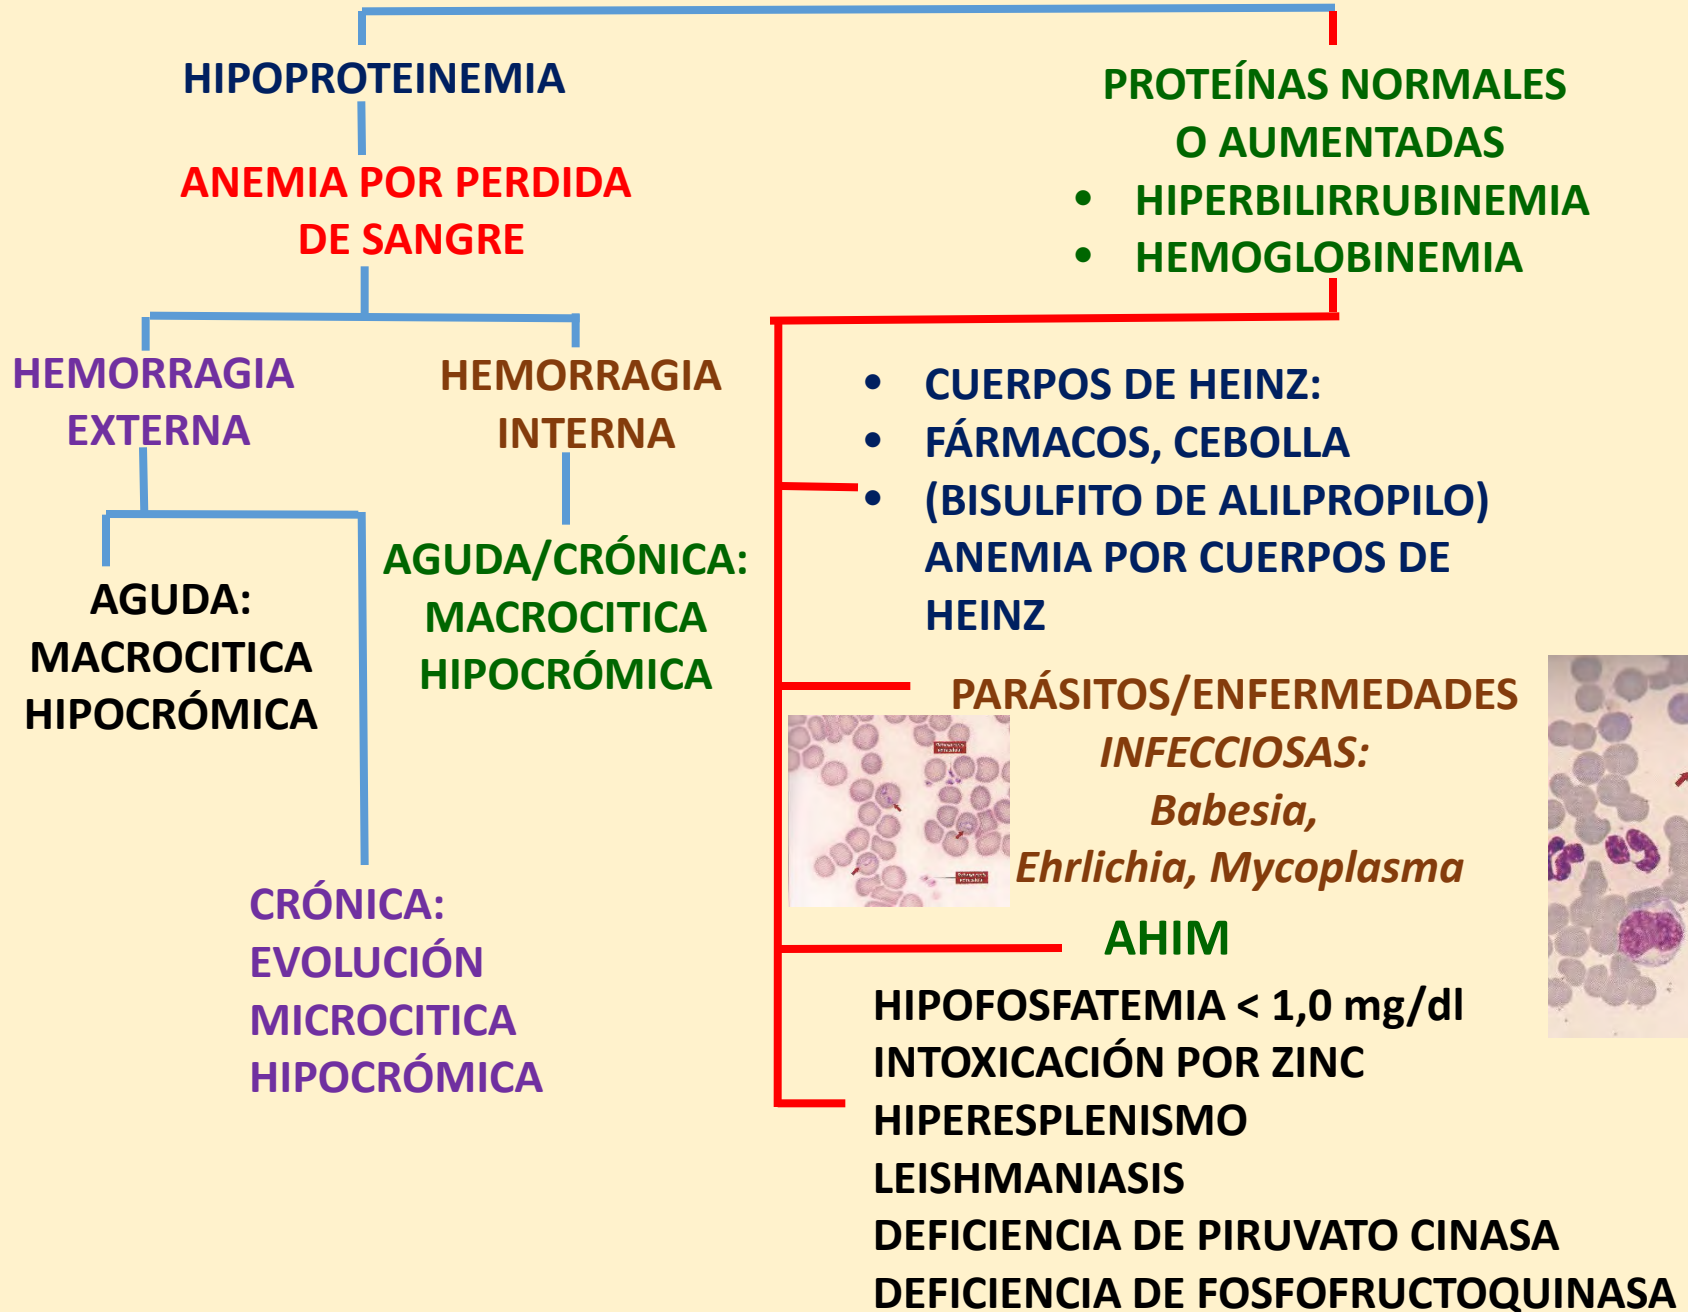 HIPOPROTEINEMIA
ANEMIA POR PERDIDA
DE SANGRE
HEMORRAGIA
EXTERNA
AGUDA:
MACROCITICA
HIPOCRÓMICA
CRÓNICA:
EVOLUCIÓN
MICROCITICA
HIPOCRÓMICA
HEMORRAGIA
INTERNA
AGUDA/CRÓNICA:
MACROCITICA
HIPOCRÓMICA
PROTEÍNAS NORMALES
O AUMENTADAS
• HIPERBILIRRUBINEMIA
• HEMOGLOBINEMIA
• CUERPOS DE HEINZ:
• FÁRMACOS, CEBOLLA
• (BISULFITO DE ALILPROPILO)
ANEMIA POR CUERPOS DE
HEINZ
PARÁSITOS/ENFERMEDADES
INFECCIOSAS:
Babesia,
Ehrlichia, Mycoplasma
AHIM
HIPOFOSFATEMIA < 1,0 mg/dl
INTOXICACIÓN POR ZINC
HIPERESPLENISMO
LEISHMANIASIS
DEFICIENCIA DE PIRUVATO CINASA
DEFICIENCIA DE FOSFOFRUCTOQUINASA